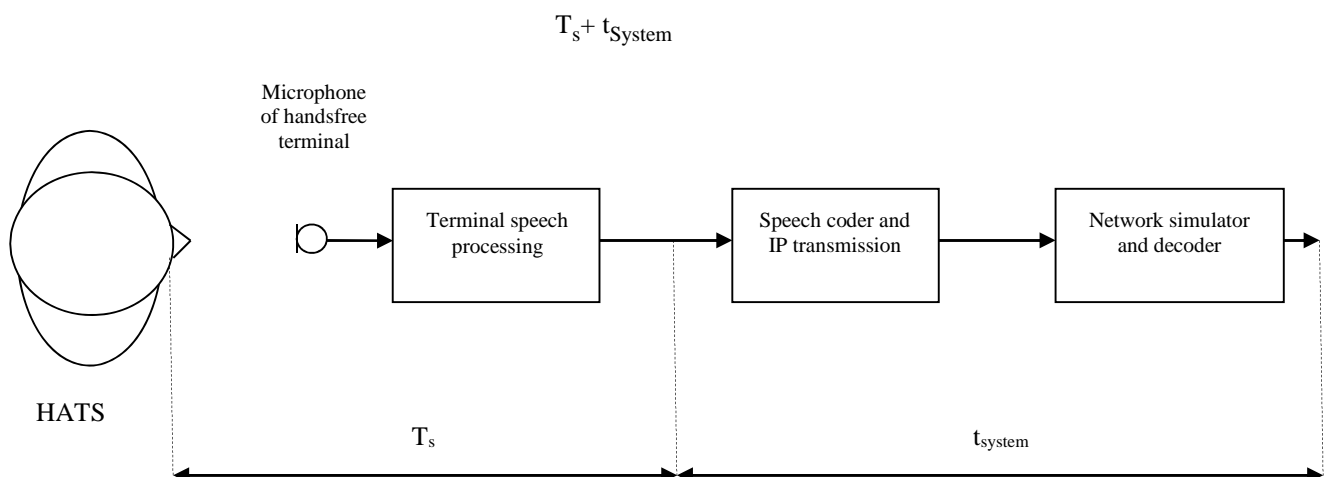 Ts+ tSystem
Microphone
of handsfree
terminal
Terminal speech
processing
Speech coder and
IP transmission
Network simulator
and decoder
HATS
Ts
tsystem